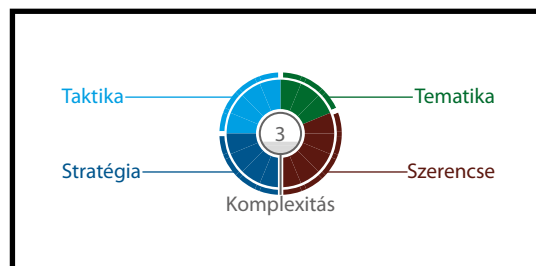 Taktika
Tematika
3
Stratégia
Szerencse
Komplexitás